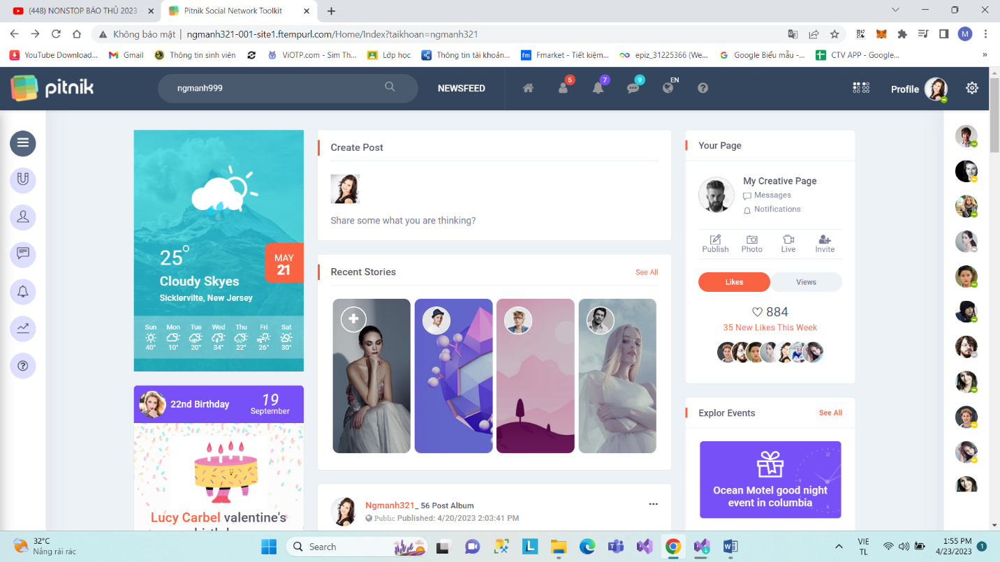 (448) NONSTOP BÁO THỦ 2023
Pitnik Social Network Toolkit
Không bảo mật | ngmanh321-001-site1.ftempurl.com/Home/Index?taikhoan=ngmanh321
M
YouTube Download...
Gmail
Thông tin sinh viên
ViOTP.com - Sim Th...
Lớp học
Thông tin tài khoản...
fm Fmarket - Tiết kiệm...
epiz_31225366 (We...
Google Biểu mẫu -...
CTV APP - Google...
»
pitnik
ngmanh999
NEWSFEED
5
7
9
EN
Profile
25°
Cloudy Skyes
Sicklervilte, New Jersey
MAY
21
Sun Mon Tue Wed Thu Fri Sat
40° 10° 20° 34° 22° 26° 30°
22nd Birthday
19
September
Lucy Carbel valentine's
birthday
Create Post
Share some what you are thinking?
Recent Stories
See All
Ngmanh321_ 56 Post Album
Public Published: 4/20/2023 2:03:41 PM
Your Page
My Creative Page
Messages
Notifications
Publish Photo Live Invite
Likes Views
884
35 New Likes This Week
Explor Events
See All
Ocean Motel good night
event in columbia
32°C
Nắng rải rác
Search
VIE
TL
1:55 PM
4/23/2023
1